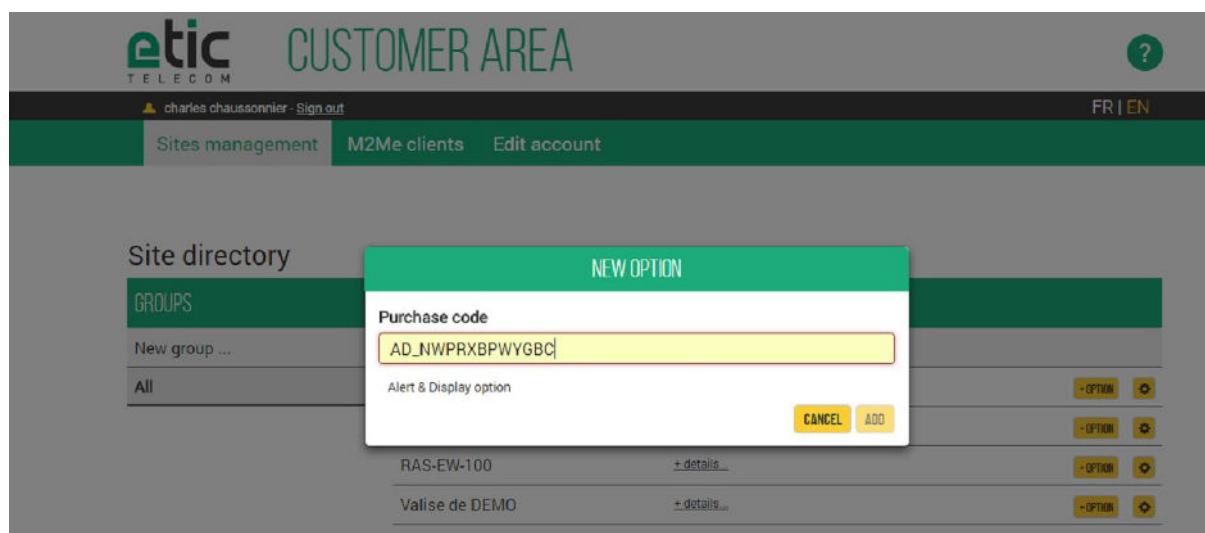 etic
TELECOM
CUSTOMER AREA
?
charles chaussonnier - Sign out
FR | EN
Sites management M2Me clients Edit account
Site directory
GROUPS
New group ...
All
NEW OPTION
Purchase code
AD_NWPRXBPWYGBC
Alert & Display option
CANCEL ADD
+OPTION
+OPTION
RAS-EW-100 + details... +OPTION
Valise de DEMO + details... +OPTION